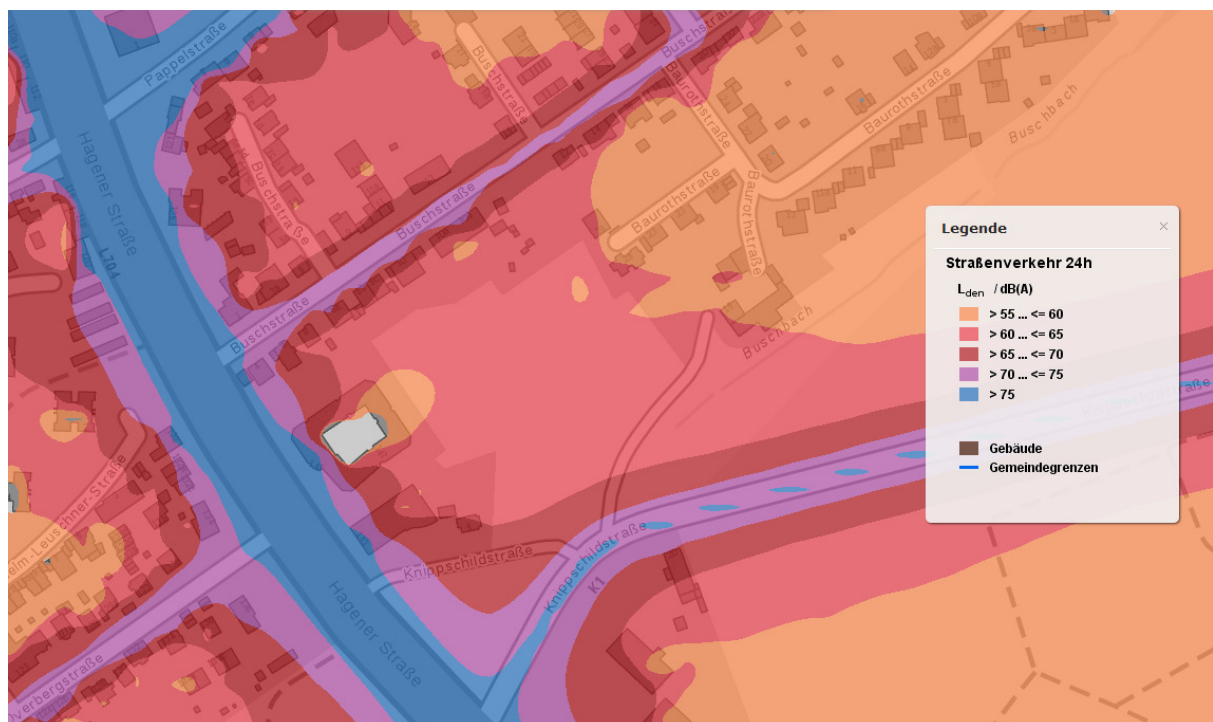 Pappelstraße
Buschstraße
Buschstraße
Baurothstraße
Baurothstraße
Buschbach
Hagener Straße
L704
Buschstraße
Buschstraße
Baurothstraße
Baurothstraße
Buschstraße
Buschbach
Legende ×
Straßenverkehr 24h
Lden / dB(A)
> 55 ... <= 60
> 60 ... <= 65
> 65 ... <= 70
> 70 ... <= 75
> 75
Gebäude
Gemeindegrenzen
Knippschildstraße
Knippschildstraße
Knippschildstraße
K1
Hagener Straße